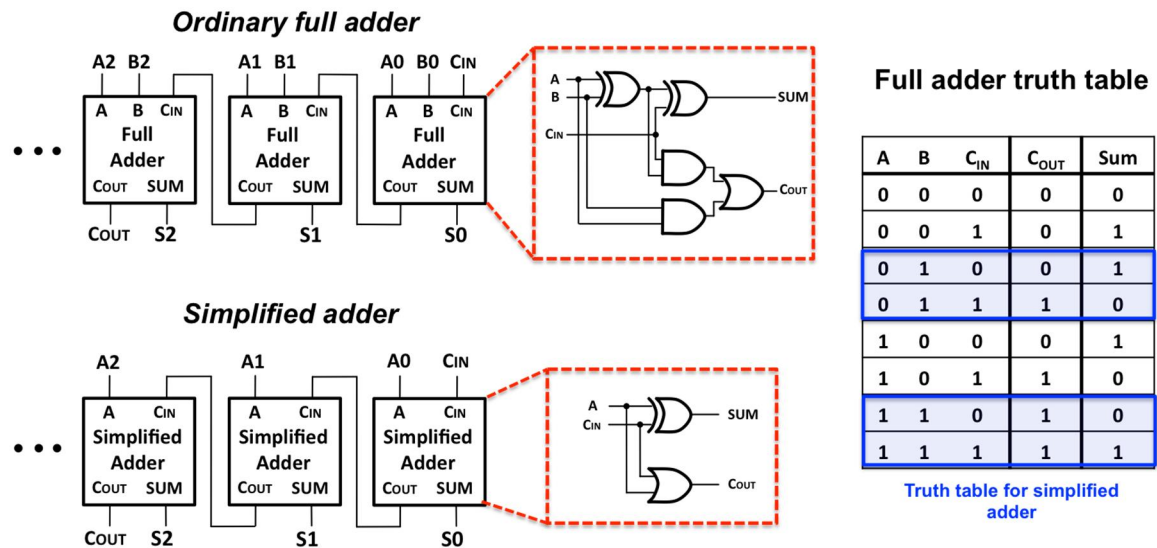 Ordinary full adder
A2 B2 A1 B1 A0 B0 CIN
A B CIN A B CIN A B CIN
Full Adder Full Adder Full Adder
COUT SUM COUT SUM COUT SUM
COUT S2 S1 S0
A
B
CIN
SUM
COUT
Simplified adder
A2 A1 A0 CIN
A CIN A CIN A CIN
Simplified Adder Simplified Adder Simplified Adder
COUT SUM COUT SUM COUT SUM
COUT S2 S1 S0
A
CIN
SUM
COUT
Full adder truth table
A B CIN COUT Sum
0 0 0 0 0
0 0 1 0 1
0 1 0 0 1
0 1 1 1 0
1 0 0 0 1
1 0 1 1 0
1 1 0 1 0
1 1 1 1 1
Truth table for simplified
adder